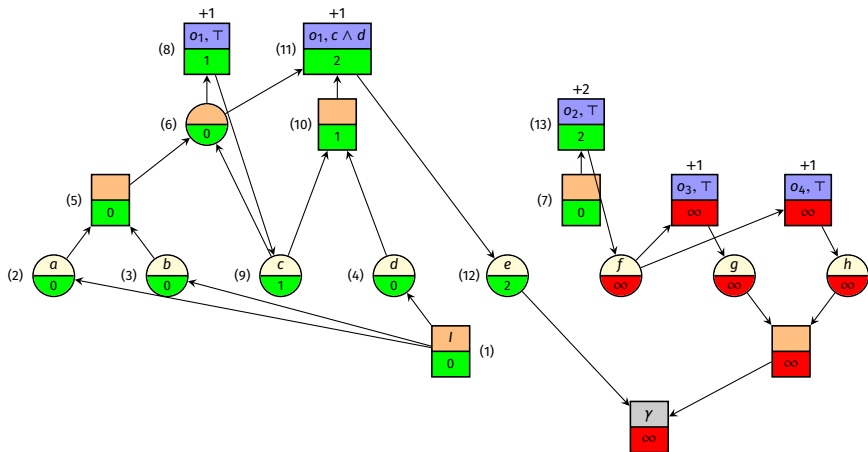 +1 +1
(8) o₁, ⊤ (11) o₁, c ∧ d
1 2
+2
(6) 0 (10) 1 (13) o₂, ⊤
2
+1 +1
(5) 0 (7) 0 o₃, ⊤ o₄, ⊤
∞ ∞
(2) a (3) b (9) c (4) d (12) e f g h
0 0 1 0 2 ∞ ∞ ∞
I (1)
0 ∞
γ
∞